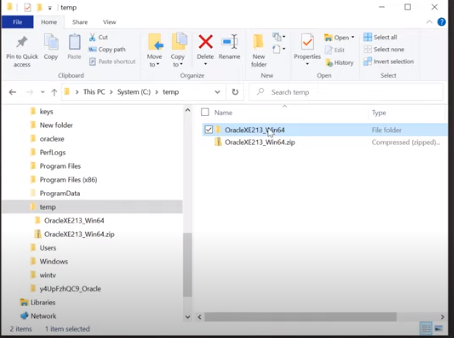 temp
File
Home
Share
View
Pin to Quick access
Copy
Paste
Cut
Copy path
Paste shortcut
Clipboard
Move to
Copy to
Delete
Rename
Organize
New folder
New
Properties
Open
Edit
History
Open
Select all
Select none
Invert selection
Select
This PC > System (C:) > temp
Search temp
keys
New folder
oraclexe
PerfLogs
Program Files
Program Files (x86)
ProgramData
temp
OracleXE213_Win64
OracleXE213_Win64.zip
Users
Windows
wintv
y4UpFzhQC9_Oracle
Libraries
Network
Name
Type
OracleXE213_Win64
File folder
OracleXE213_Win64.zip
Compressed (zipped)...
2 items
1 item selected